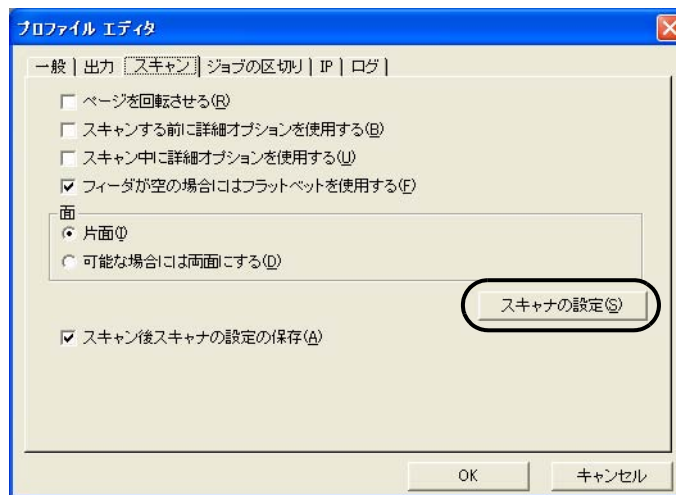 プロファイル エディタ
一般 出力 スキャン ジョブの区切り IP ログ
ページを回転させる(R)
スキャンする前に詳細オプションを使用する(B)
スキャン中に詳細オプションを使用する(U)
フィーダが空の場合にはフラットベットを使用する(F)
面
片面(I)
可能な場合には両面にする(D)
スキャナの設定(S)
スキャン後スキャナの設定の保存(A)
OK キャンセル